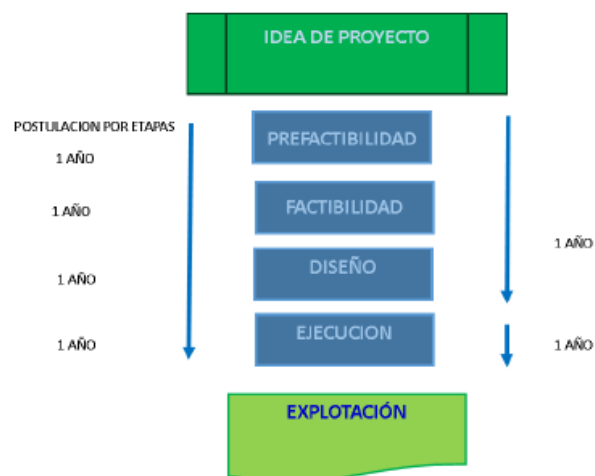 IDEA DE PROYECTO
POSTULACION POR ETAPAS
PREFACTIBILIDAD
1 AÑO
FACTIBILIDAD
1 AÑO
1 AÑO
DISEÑO
1 AÑO
EJECUCION
1 AÑO
1 AÑO
EXPLOTACIÓN